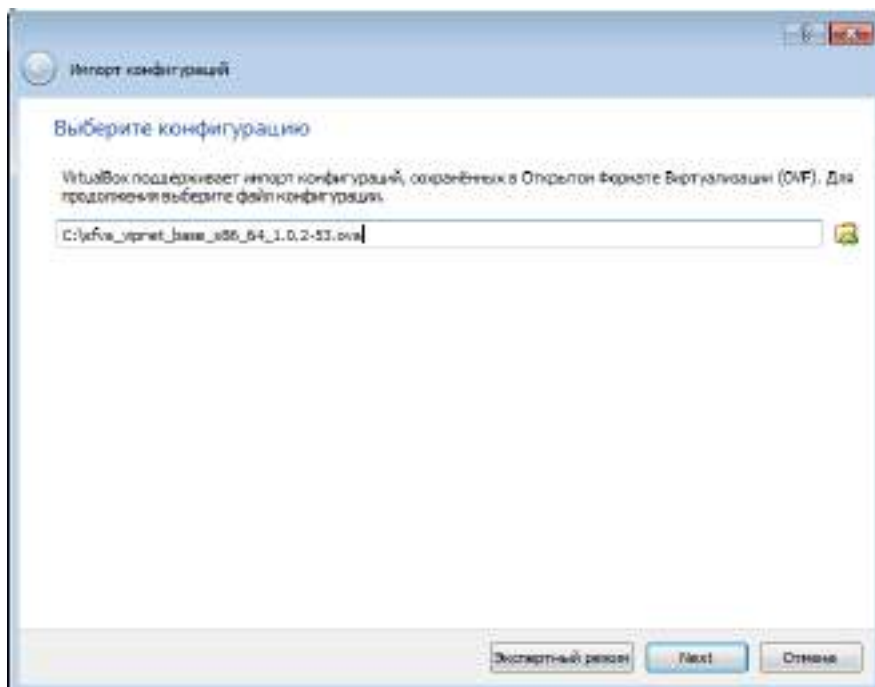 Импорт конфигураций
Выберите конфигурацию
VirtualBox поддерживает импорт конфигураций, сохранённых в Открытом Формате Виртуализации (OVF). Для
продолжения выберите файл конфигурации.
C:\xfva_vipnet_base_x86_64_1.0.2-53.ova
Экспертный режим
Next
Отмена